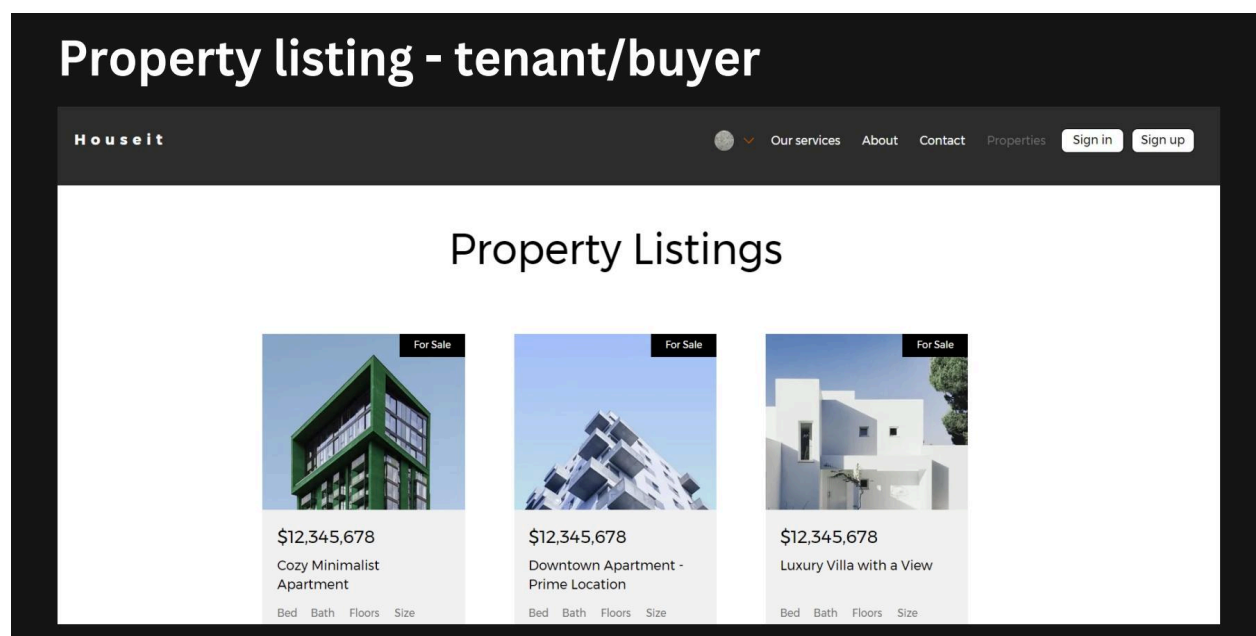 Property listing - tenant/buyer
Houseit
Our services About Contact Properties Sign in Sign up
Property Listings
For Sale For Sale For Sale
$12,345,678 $12,345,678 $12,345,678
Cozy Minimalist
Apartment
Downtown Apartment -
Prime Location
Luxury Villa with a View
Bed Bath Floors Size Bed Bath Floors Size Bed Bath Floors Size